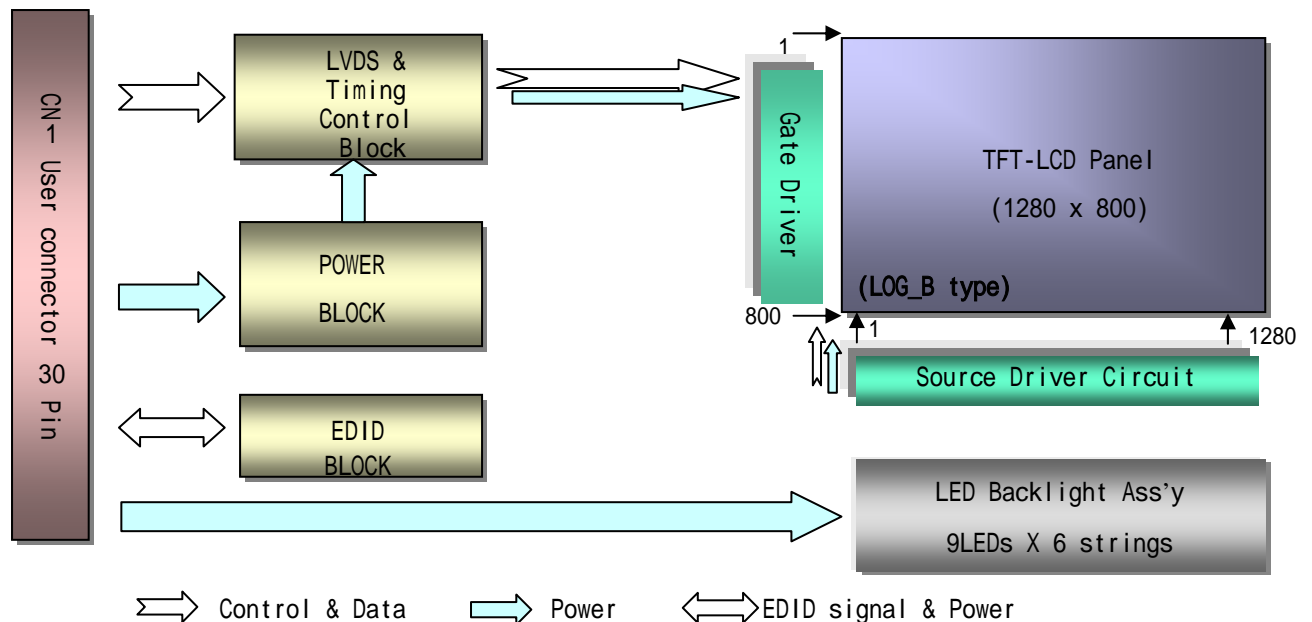 CN-1 User connector 30 Pin
LVDS &
Timing
Control
Block
POWER
BLOCK
EDID
BLOCK
1
Gate Driver
800
TFT-LCD Panel
(1280 x 800)
(LOG_B type)
1
1280
Source Driver Circuit
LED Backlight Ass’y
9LEDs X 6 strings
Control & Data
Power
EDID signal & Power